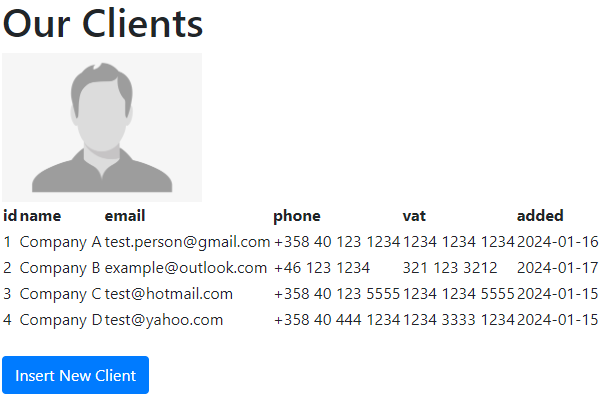 Our Clients
id name email phone vat added
1 Company A test.person@gmail.com +358 40 123 1234 1234 1234 1234 2024-01-16
2 Company B example@outlook.com +46 123 1234 321 123 3212 2024-01-17
3 Company C test@hotmail.com +358 40 123 5555 1234 1234 5555 2024-01-15
4 Company D test@yahoo.com +358 40 444 1234 1234 3333 1234 2024-01-15
Insert New Client